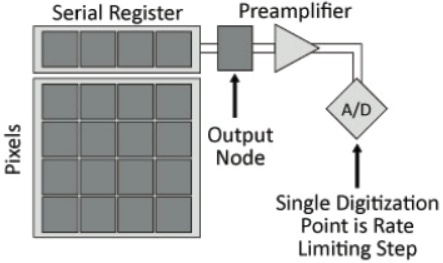 Serial Register
Preamplifier
Pixels
Output
Node
A/D
Single Digitization
Point is Rate
Limiting Step